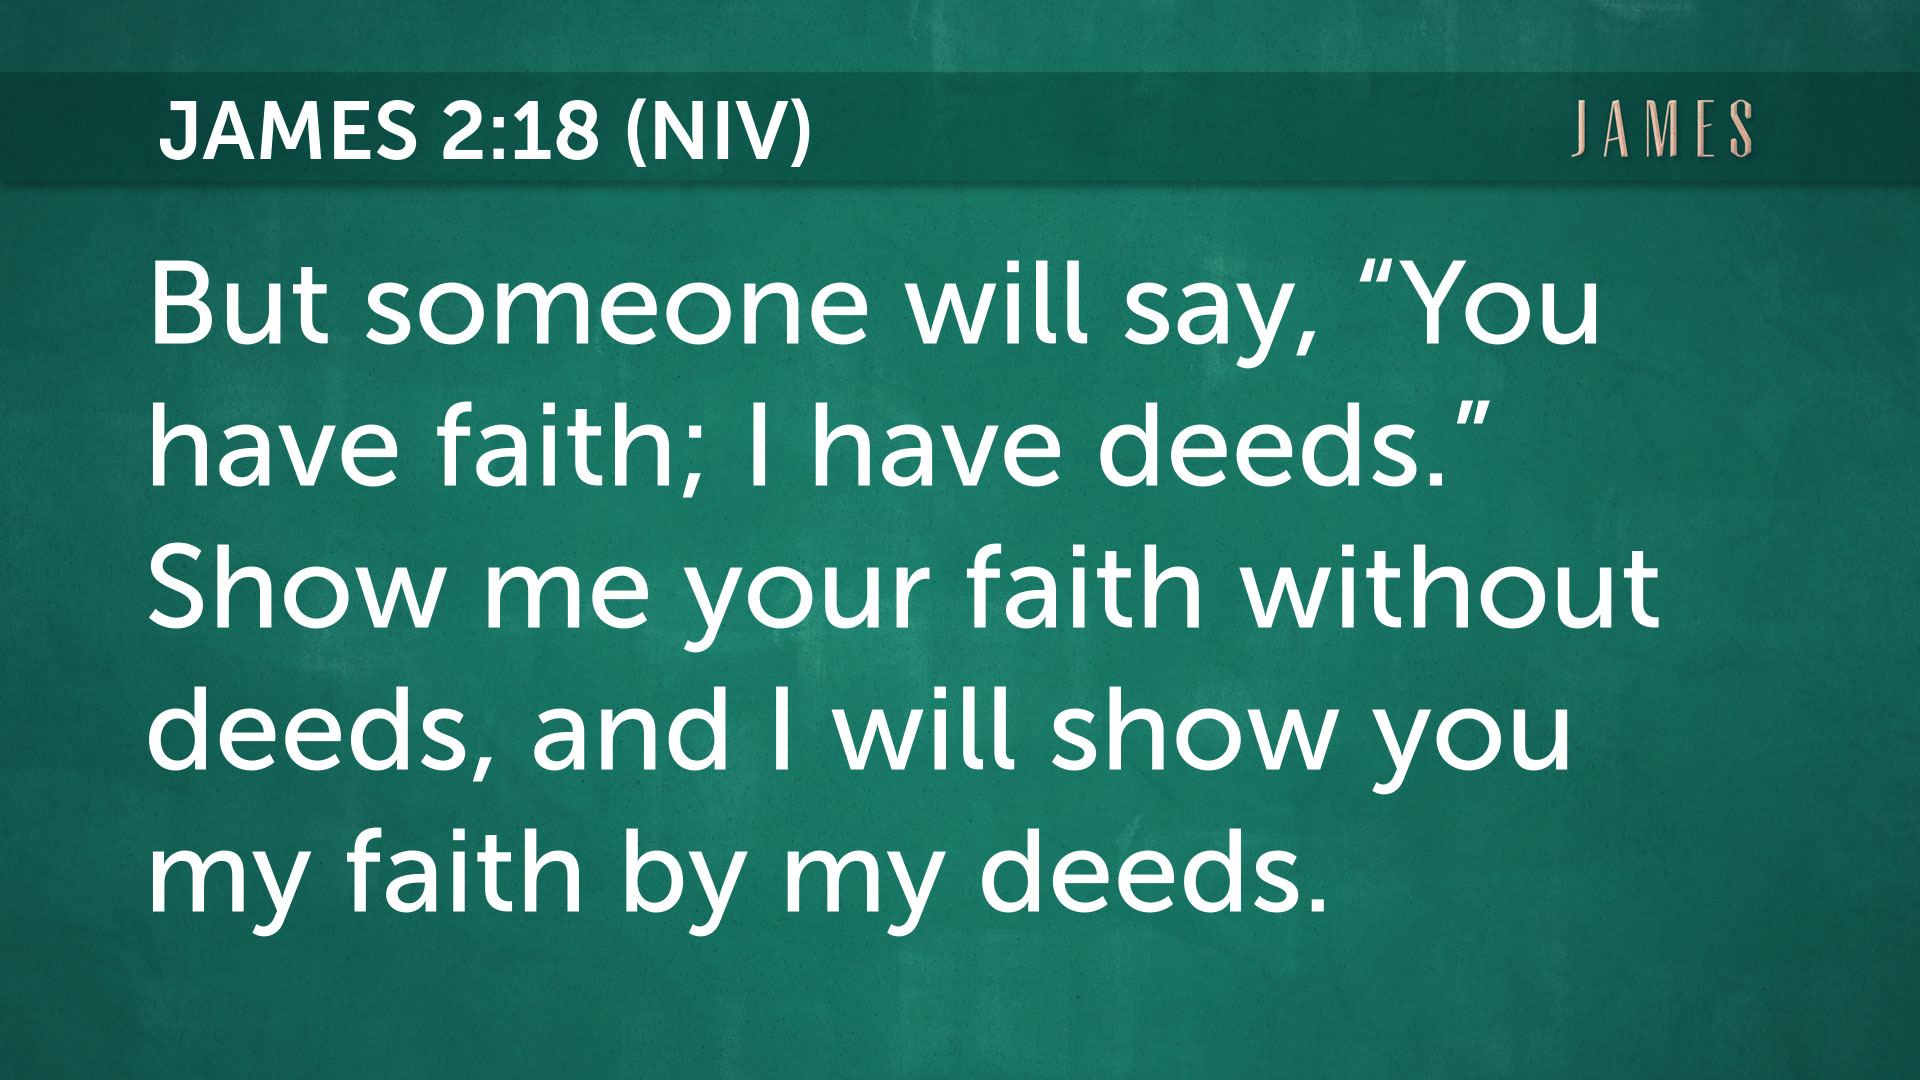 JAMES 2:18 (NIV)
JAMES
But someone will say, “You
have faith; I have deeds.”
Show me your faith without
deeds, and I will show you
my faith by my deeds.